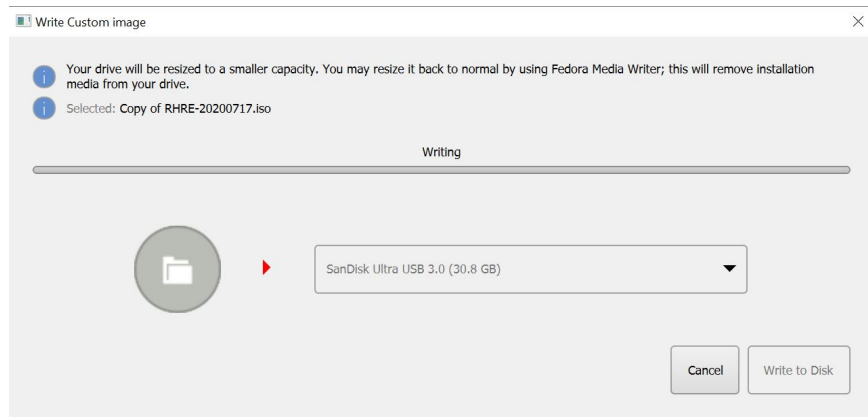 Write Custom image
Your drive will be resized to a smaller capacity. You may resize it back to normal by using Fedora Media Writer; this will remove installation
media from your drive.
Selected: Copy of RHRE-20200717.iso
Writing
SanDisk Ultra USB 3.0 (30.8 GB)
Cancel
Write to Disk